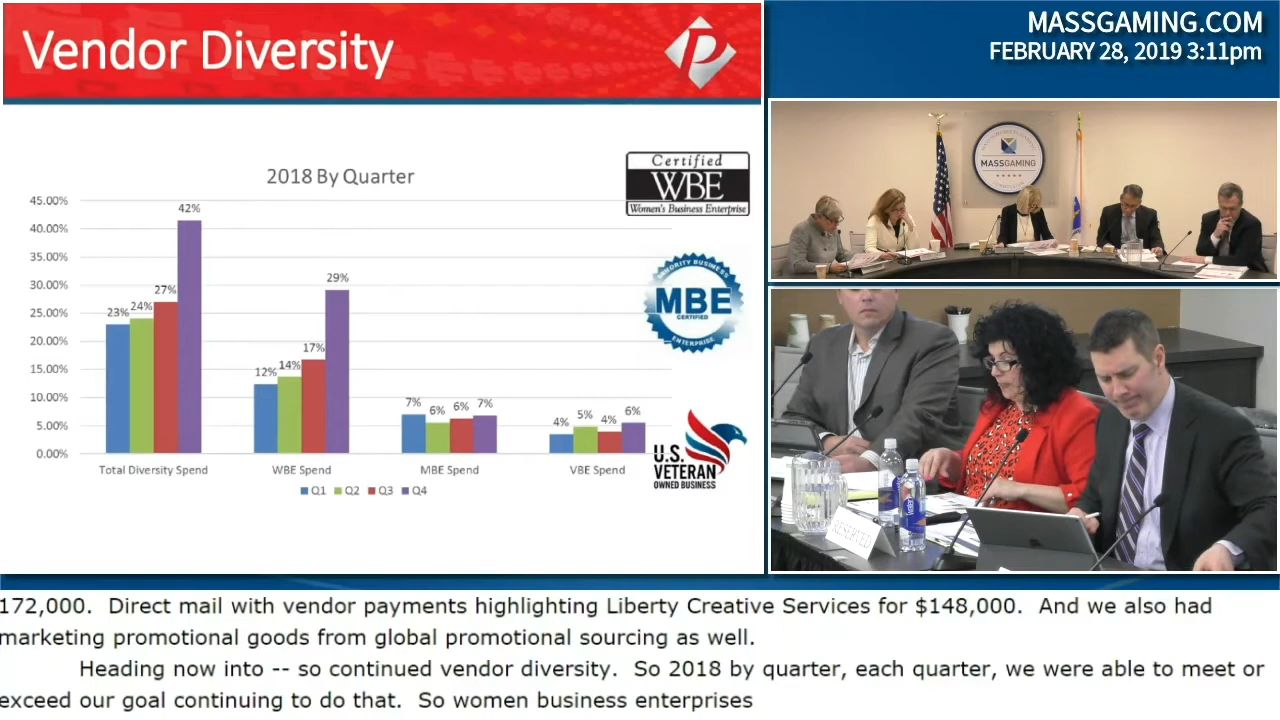 Vendor Diversity
MASSGAMING.COM
FEBRUARY 28, 2019 3:11pm
2018 By Quarter
45.00%
40.00%
35.00%
30.00%
25.00%
20.00%
15.00%
10.00%
5.00%
0.00%
23%
24%
27%
42%
12%
14%
17%
29%
7%
6%
6%
7%
4%
5%
4%
6%
Total Diversity Spend
WBE Spend
MBE Spend
VBE Spend
Q1
Q2
Q3
Q4
Certified
WBE
Women's Business Enterprise
MINORITY BUSINESS
MBE
CERTIFIED
ENTERPRISE
U.S.
VETERAN
OWNED BUSINESS
MASSGAMING
RESERVED
172,000.  Direct mail with vendor payments highlighting Liberty Creative Services for $148,000.  And we also had
marketing promotional goods from global promotional sourcing as well.
Heading now into -- so continued vendor diversity.  So 2018 by quarter, each quarter, we were able to meet or
exceed our goal continuing to do that.  So women business enterprises